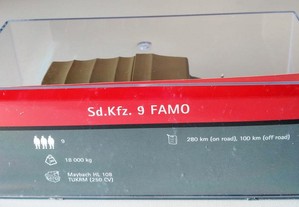 Sd.Kfz. 9 FAMO
9
280 km (on road), 100 km (off road)
18 000 kg
Maybach HL 108
TUKRM (250 CV)